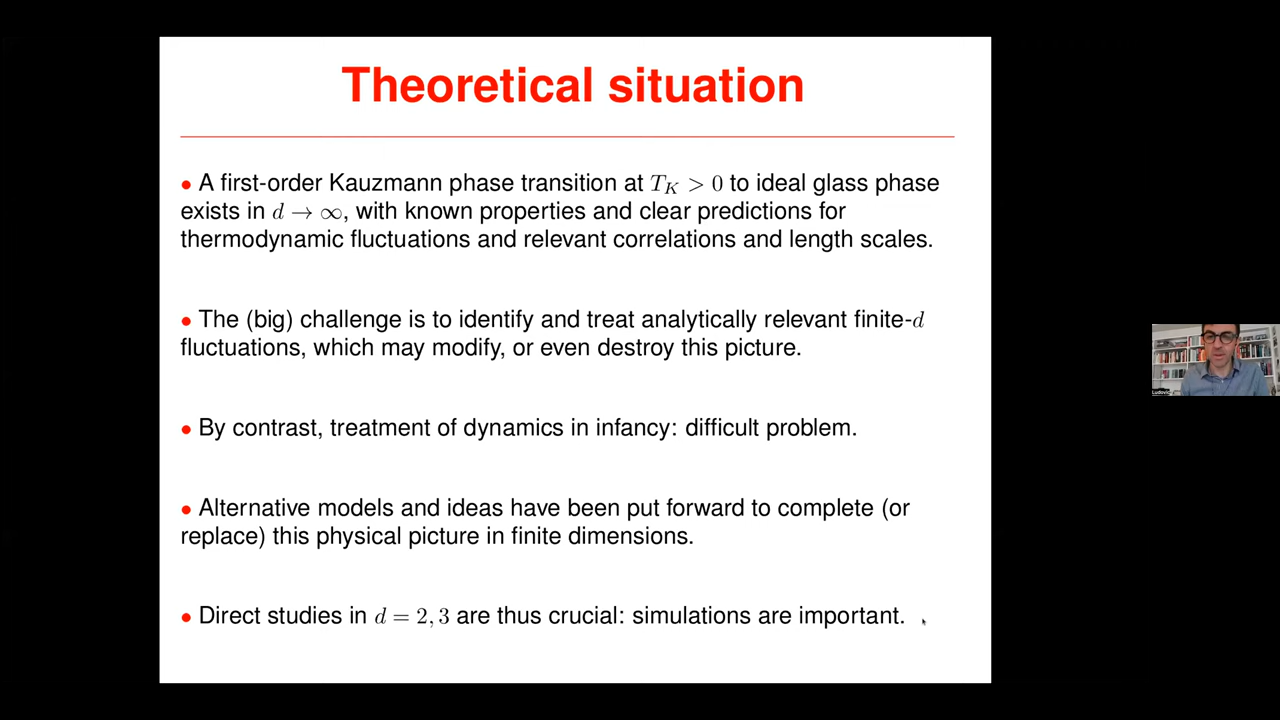 Theoretical situation
• A first-order Kauzmann phase transition at T_K > 0 to ideal glass phase
exists in d → ∞, with known properties and clear predictions for
thermodynamic fluctuations and relevant correlations and length scales.
• The (big) challenge is to identify and treat analytically relevant finite-d
fluctuations, which may modify, or even destroy this picture.
• By contrast, treatment of dynamics in infancy: difficult problem.
• Alternative models and ideas have been put forward to complete (or
replace) this physical picture in finite dimensions.
• Direct studies in d = 2, 3 are thus crucial: simulations are important.